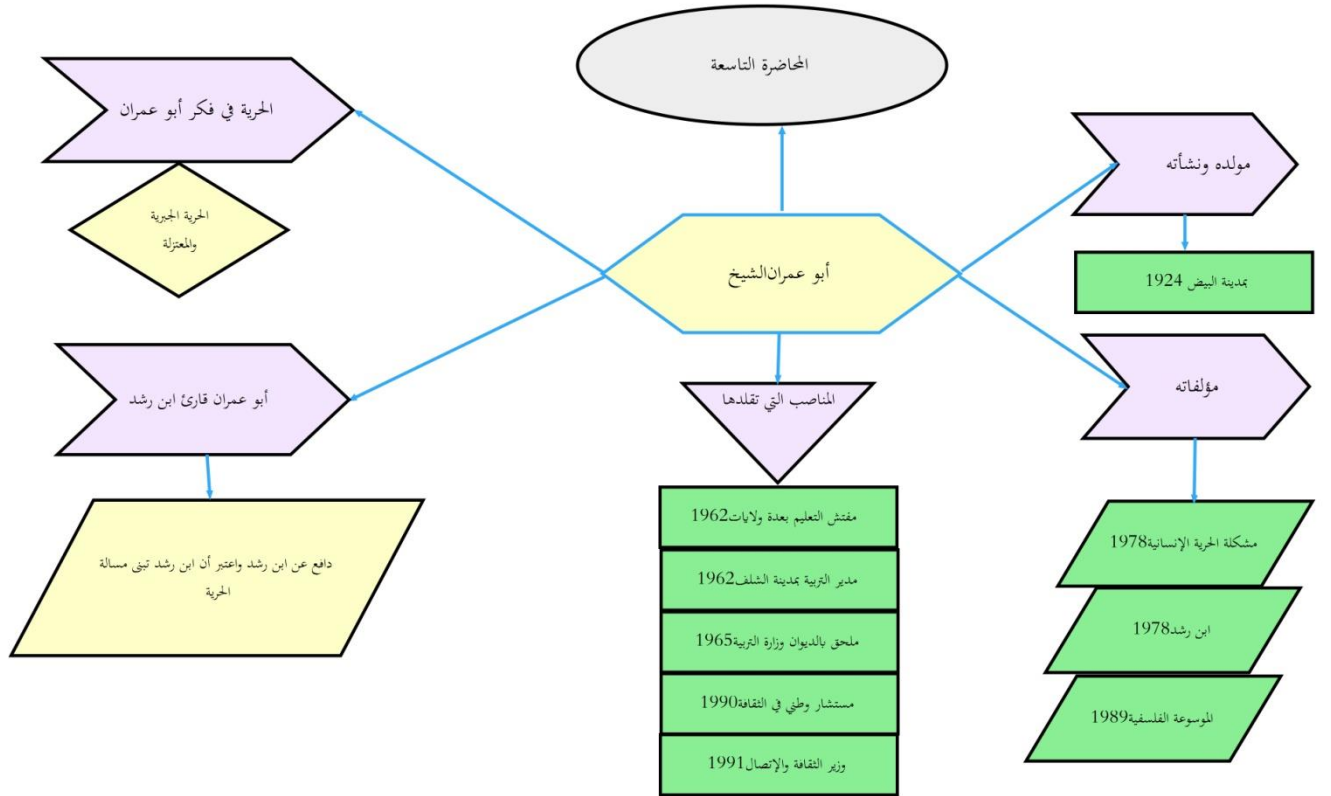 المحاضرة التاسعة
الحرية في فكر أبو عمران
مولده ونشأته
الحرية الجبرية
والمعتزلة
أبو عمران الشيخ
بمدينة البيض 1924
أبو عمران قارئ ابن رشد
المناصب التي تقلدها
مؤلفاته
دافع عن ابن رشد واعتبر أن ابن رشد تبنى مسالة
الحرية
مفتش التعليم بعدة ولايات1962
مدير التربية بمدينة الشلف1962
ملحق بالديوان وزارة التربية1965
مستشار وطني في الثقافة1990
وزير الثقافة والإتصال1991
مشكلة الحرية الإنسانية1978
ابن رشد1978
الموسوعة الفلسفية1989